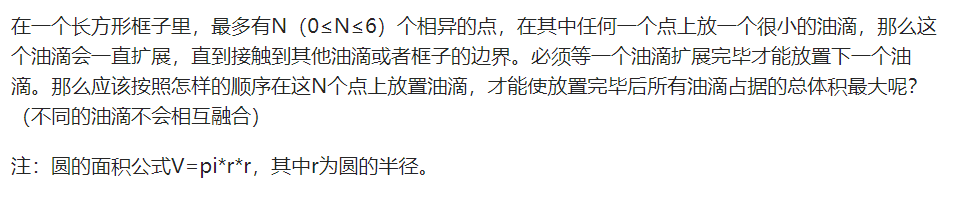 在一个长方形框子里，最多有N（0≤N≤6）个相异的点，在其中任何一个点上放一个很小的油滴，那么这
个油滴会一直扩展，直到接触到其他油滴或者框子的边界。必须等一个油滴扩展完毕才能放置下一个油
滴。那么应该按照怎样的顺序在这N个点上放置油滴，才能使放置完毕后所有油滴占据的总体积最大呢？
（不同的油滴不会相互融合）
注：圆的面积公式V=pi*r*r，其中r为圆的半径。